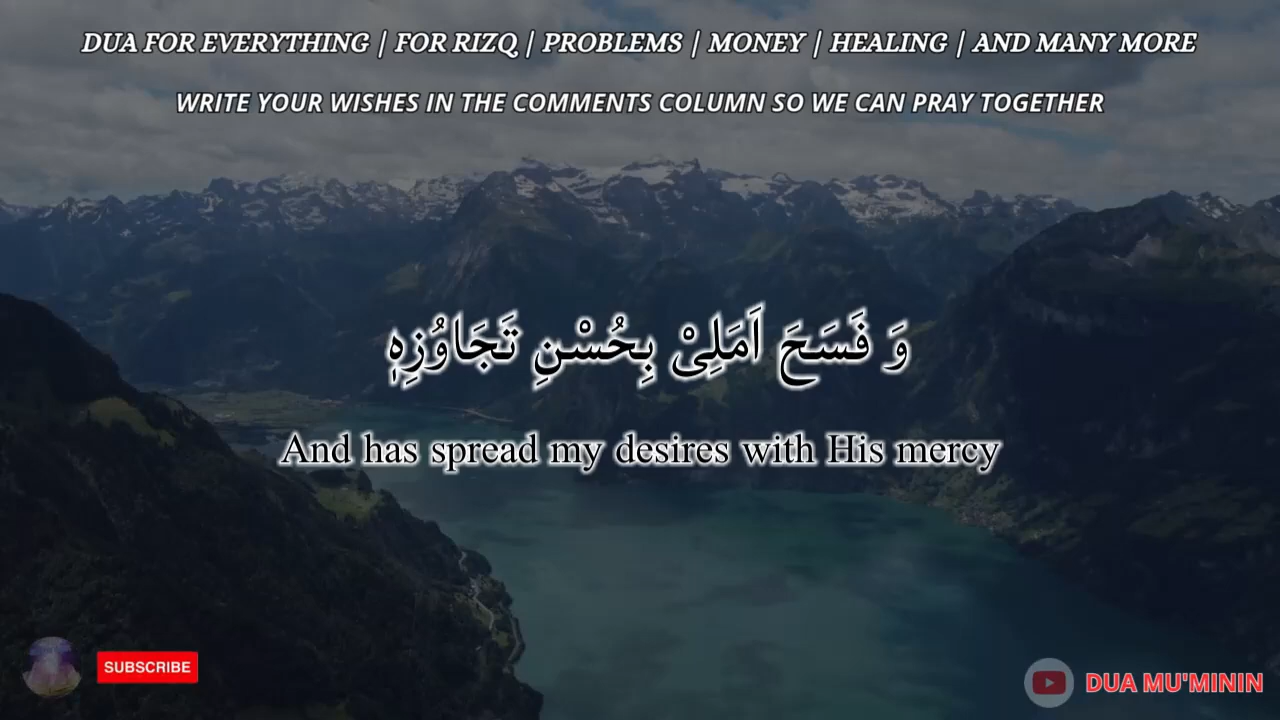 DUA FOR EVERYTHING | FOR RIZQ | PROBLEMS | MONEY | HEALING | AND MANY MORE
WRITE YOUR WISHES IN THE COMMENTS COLUMN SO WE CAN PRAY TOGETHER
وَ فَسَحَ اَمَلِیْ بِحُسْنِ تَجَاوُزِهٖ
And has spread my desires with His mercy
SUBSCRIBE
DUA MU'MININ